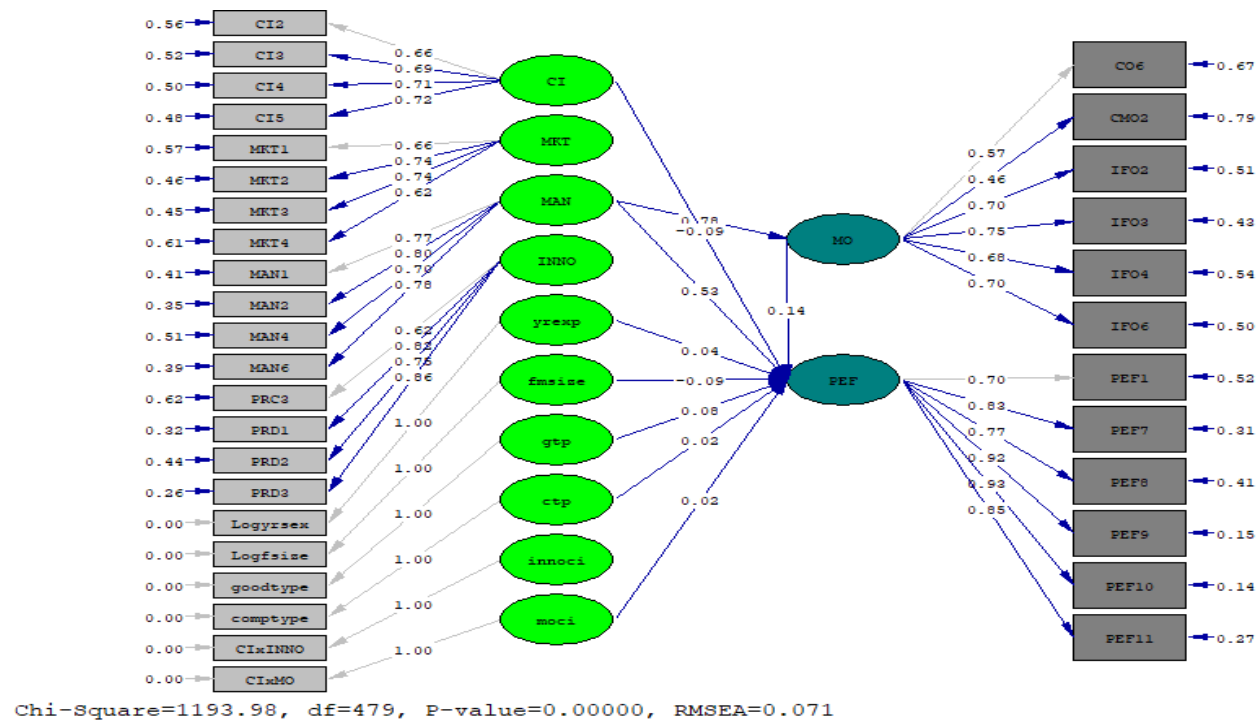 0.56 CI2
0.52 CI3
0.50 CI4
0.48 CI5
0.57 MKT1
0.46 MKT2
0.45 MKT3
0.61 MKT4
0.41 MAN1
0.35 MAN2
0.51 MAN4
0.39 MAN6
0.62 PRC3
0.32 PRD1
0.44 PRD2
0.26 PRD3
0.00 Logyrsex
0.00 Logfsize
0.00 goodtype
0.00 comptype
0.00 CIxINNO
0.00 CIxMO
0.66
0.69
0.71
0.72
0.66
0.74
0.74
0.62
0.77
0.80
0.70
0.78
0.62
0.82
0.75
0.86
1.00
1.00
1.00
1.00
1.00
1.00
CI
MKT
MAN
INNO
yrexp
fmsize
gtp
ctp
innoci
moci
0.78
-0.09
0.53
0.14
0.04
-0.09
0.08
0.02
0.02
MO
PEF
0.57
0.46
0.70
0.75
0.68
0.70
0.70
0.83
0.77
0.92
0.93
0.85
CO6 0.67
CMO2 0.79
IFO2 0.51
IFO3 0.43
IFO4 0.54
IFO6 0.50
PEF1 0.52
PEF7 0.31
PEF8 0.41
PEF9 0.15
PEF10 0.14
PEF11 0.27
Chi-Square=1193.98, df=479, P-value=0.00000, RMSEA=0.071